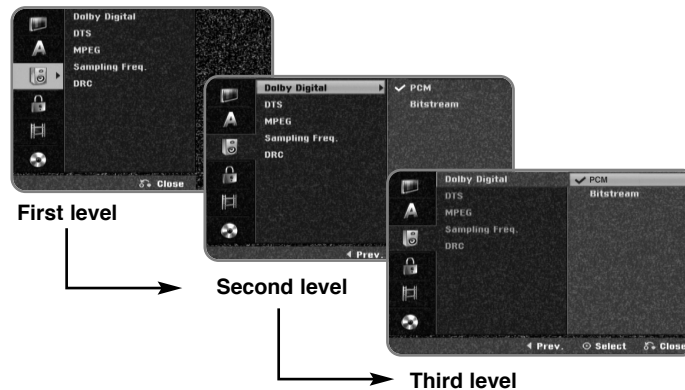 Dolby Digital
DTS
MPEG
Sampling Freq.
DRC
Close
First level
Dolby Digital
DTS
MPEG
Sampling Freq.
DRC
PCM
Bitstream
Prev.
Second level
Dolby Digital
DTS
MPEG
Sampling Freq.
DRC
PCM
Bitstream
Prev. Select Close
Third level